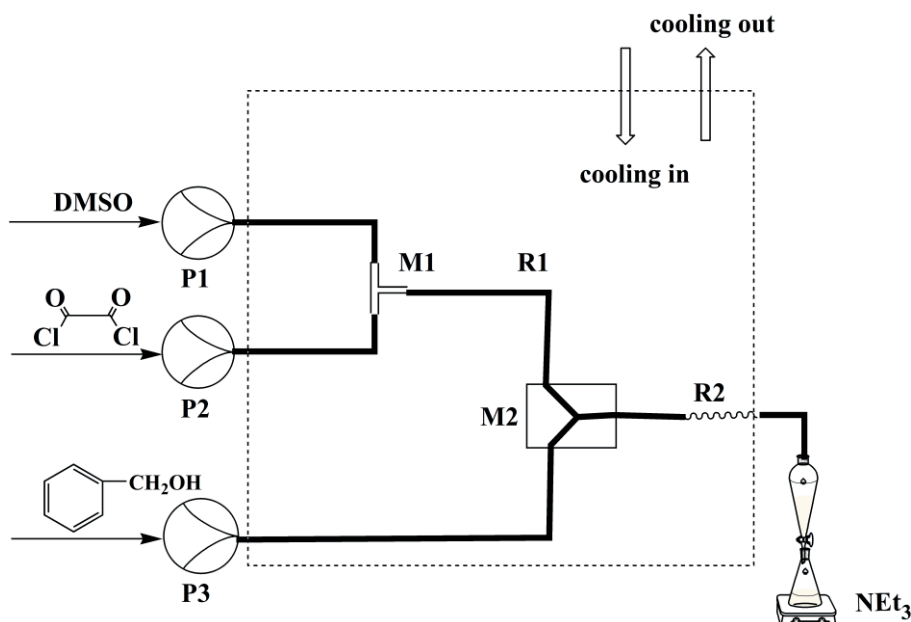 cooling out
cooling in
DMSO
P1
M1
R1
O O
Cl Cl
P2
M2
R2
CH₂OH
P3
NEt₃